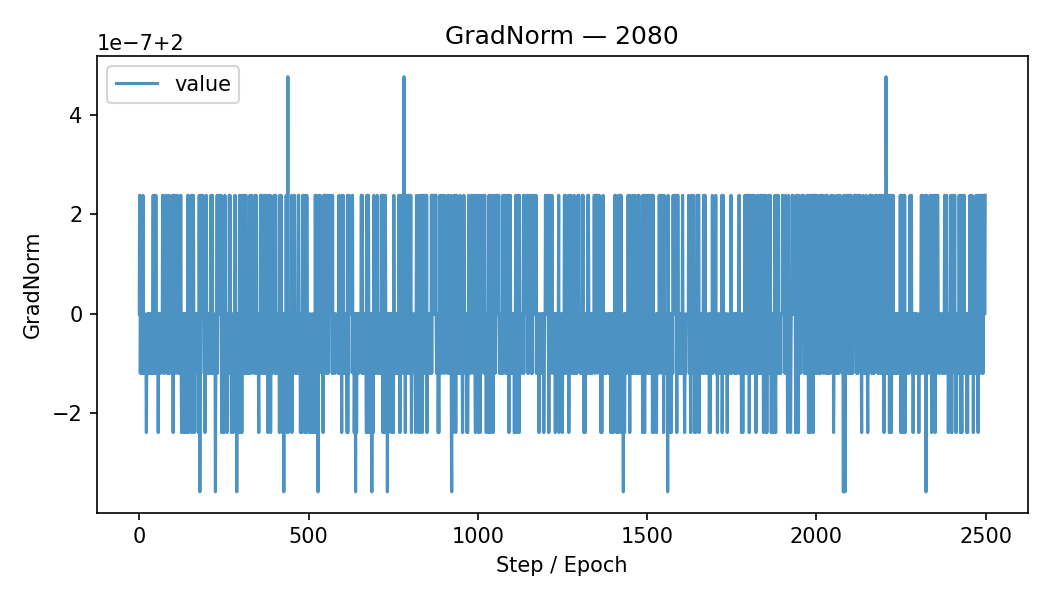 GradNorm — 2080
1e−7+2
value
4
2
0
−2
GradNorm
0
500
1000
1500
2000
2500
Step / Epoch